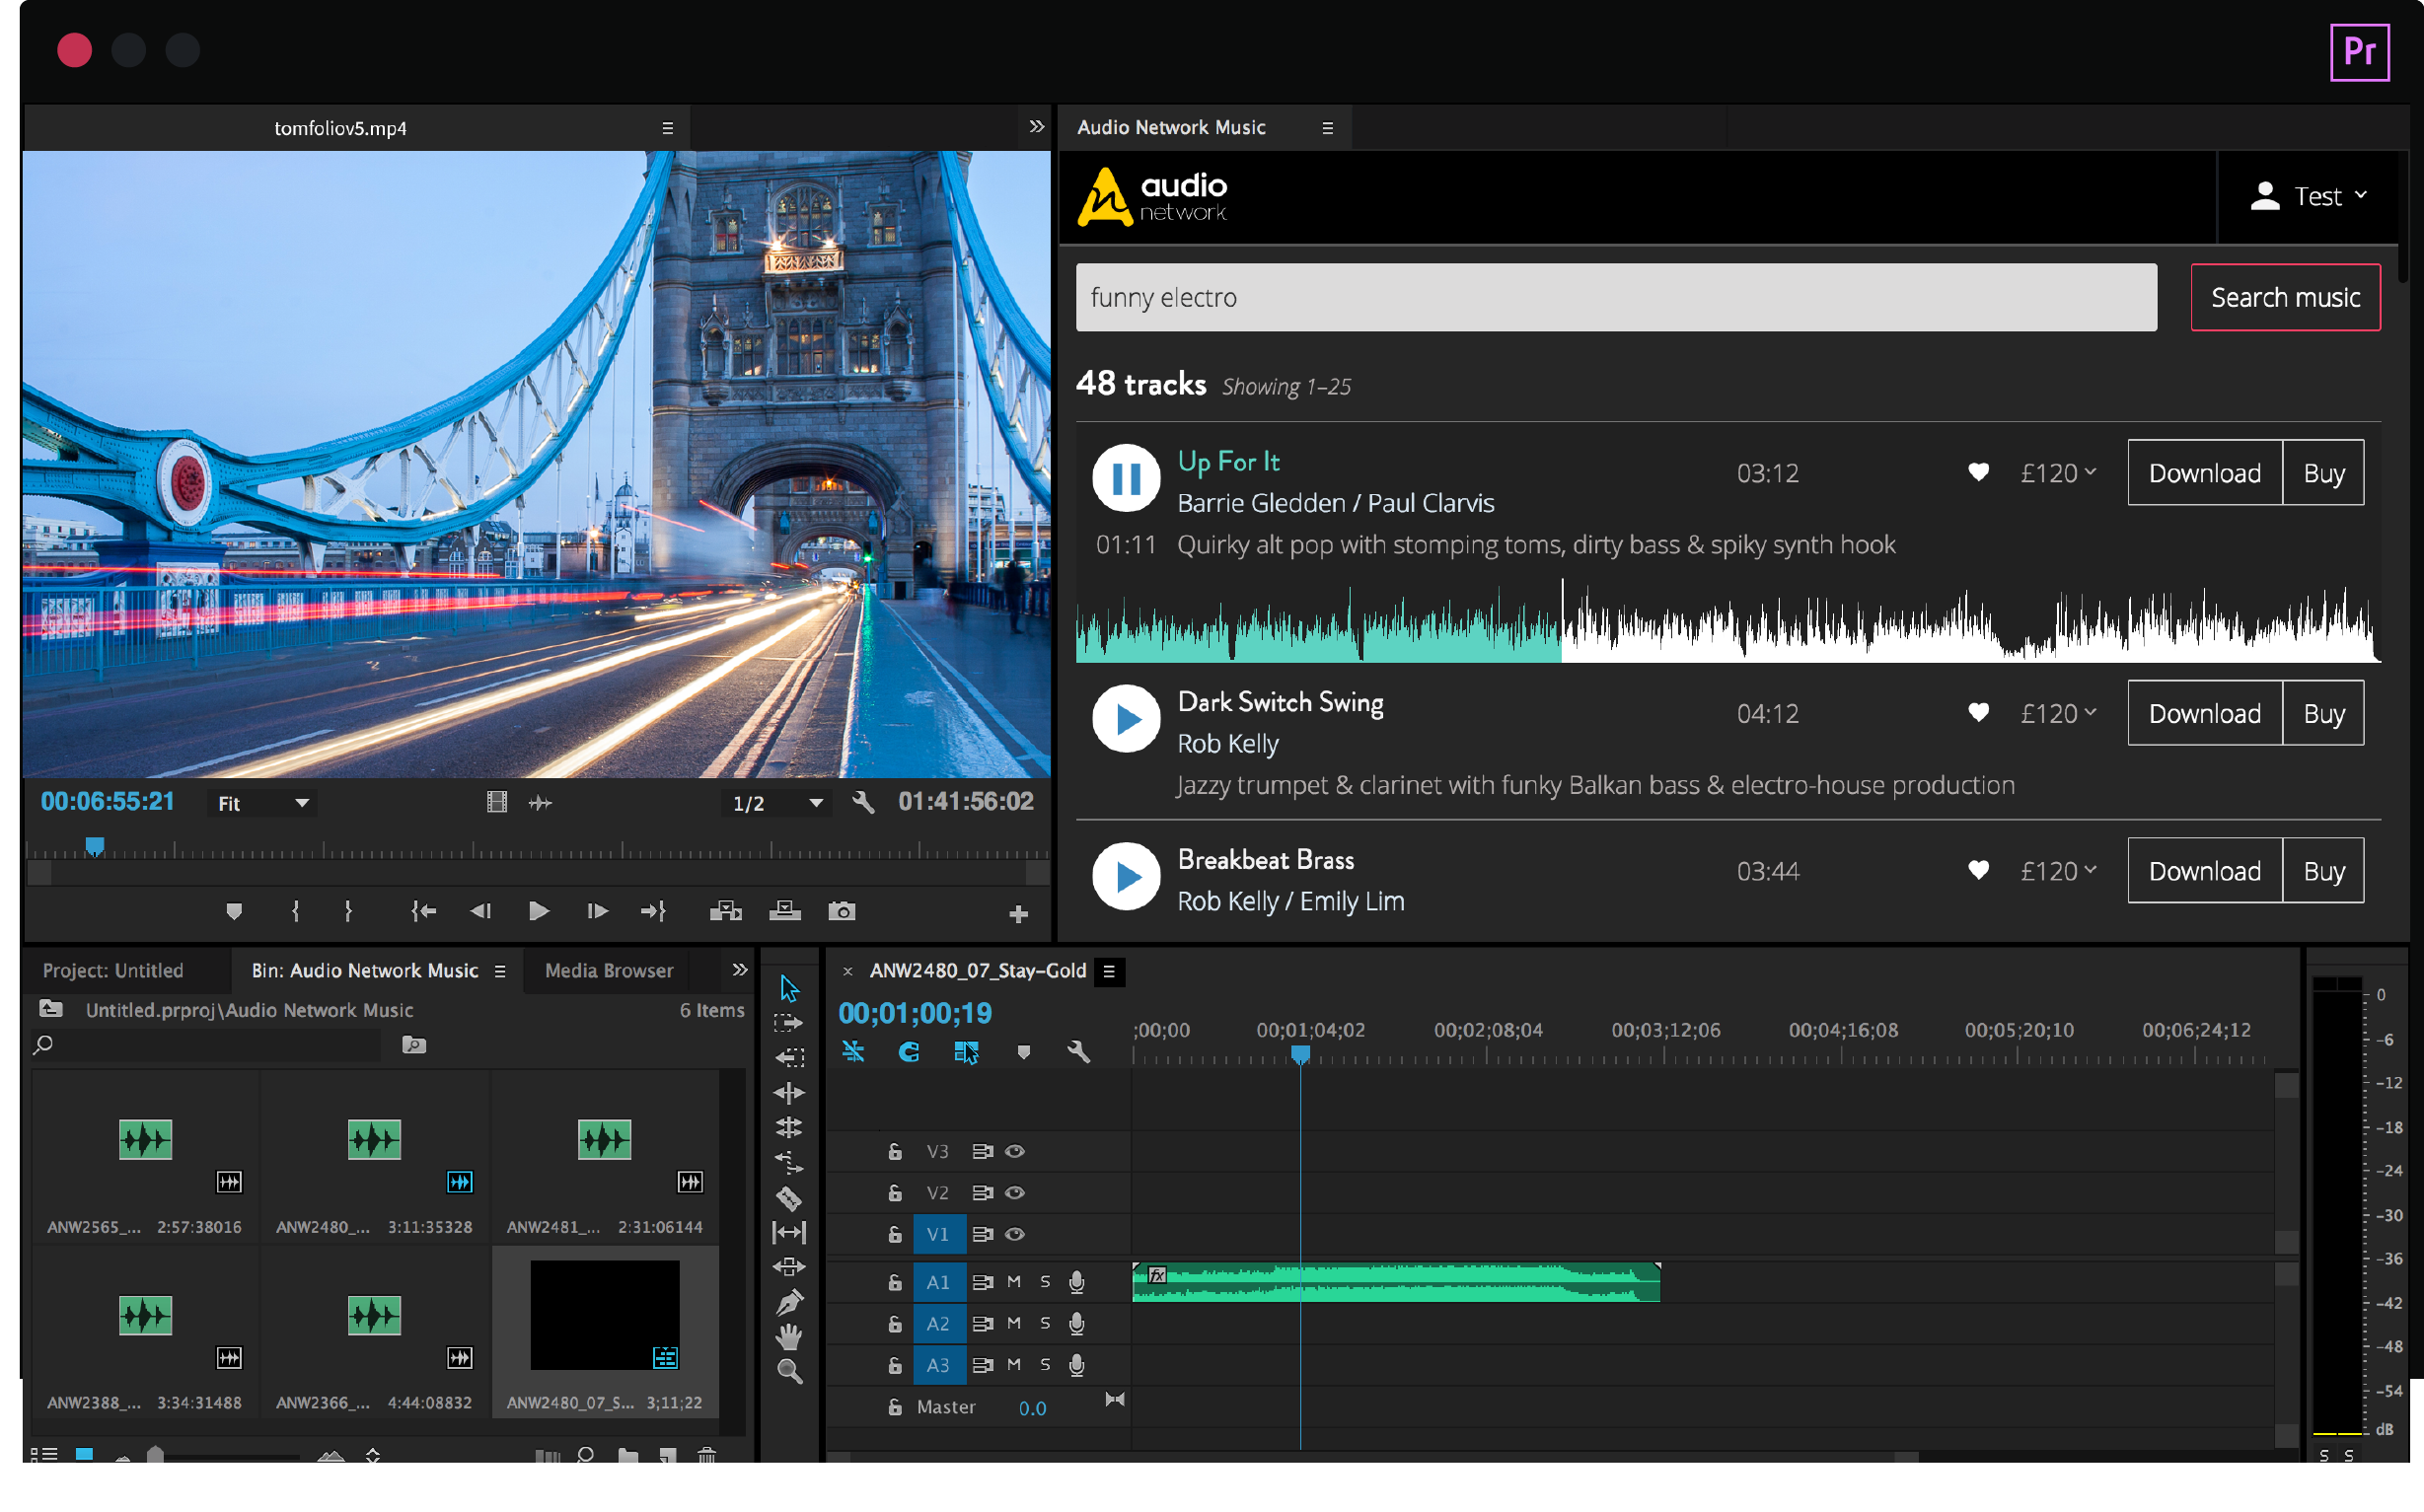 Pr
tomfoliov5.mp4
Audio Network Music
audio
network
Test
funny electro
Search music
48 tracks Showing 1–25
Up For It
03:12 £120 Download Buy
Barrie Gledden / Paul Clarvis
01:11 Quirky alt pop with stomping toms, dirty bass & spiky synth hook
Dark Switch Swing
04:12 £120 Download Buy
Rob Kelly
Jazzy trumpet & clarinet with funky Balkan bass & electro-house production
Breakbeat Brass
03:44 £120 Download Buy
Rob Kelly / Emily Lim
00:06:55:21 Fit 1/2 01:41:56:02
Project: Untitled Bin: Audio Network Music Media Browser
Untitled.prproj\Audio Network Music 6 Items
ANW2565_... 2:57:38016 ANW2480_... 3:11:35328 ANW2481_... 2:31:06144
ANW2388_... 3:34:31488 ANW2366_... 4:44:08832 ANW2480_07_S... 3;11;22
× ANW2480_07_Stay-Gold
00;01;00;19
;00;00 00;01;04;02 00;02;08;04 00;03;12;06 00;04;16;08 00;05;20;10 00;06;24;12
V3
V2
V1
fx
A1 M S
A2 M S
A3 M S
Master 0.0
0
-6
-12
-18
-24
-30
-36
-42
-48
-54
dB
S S